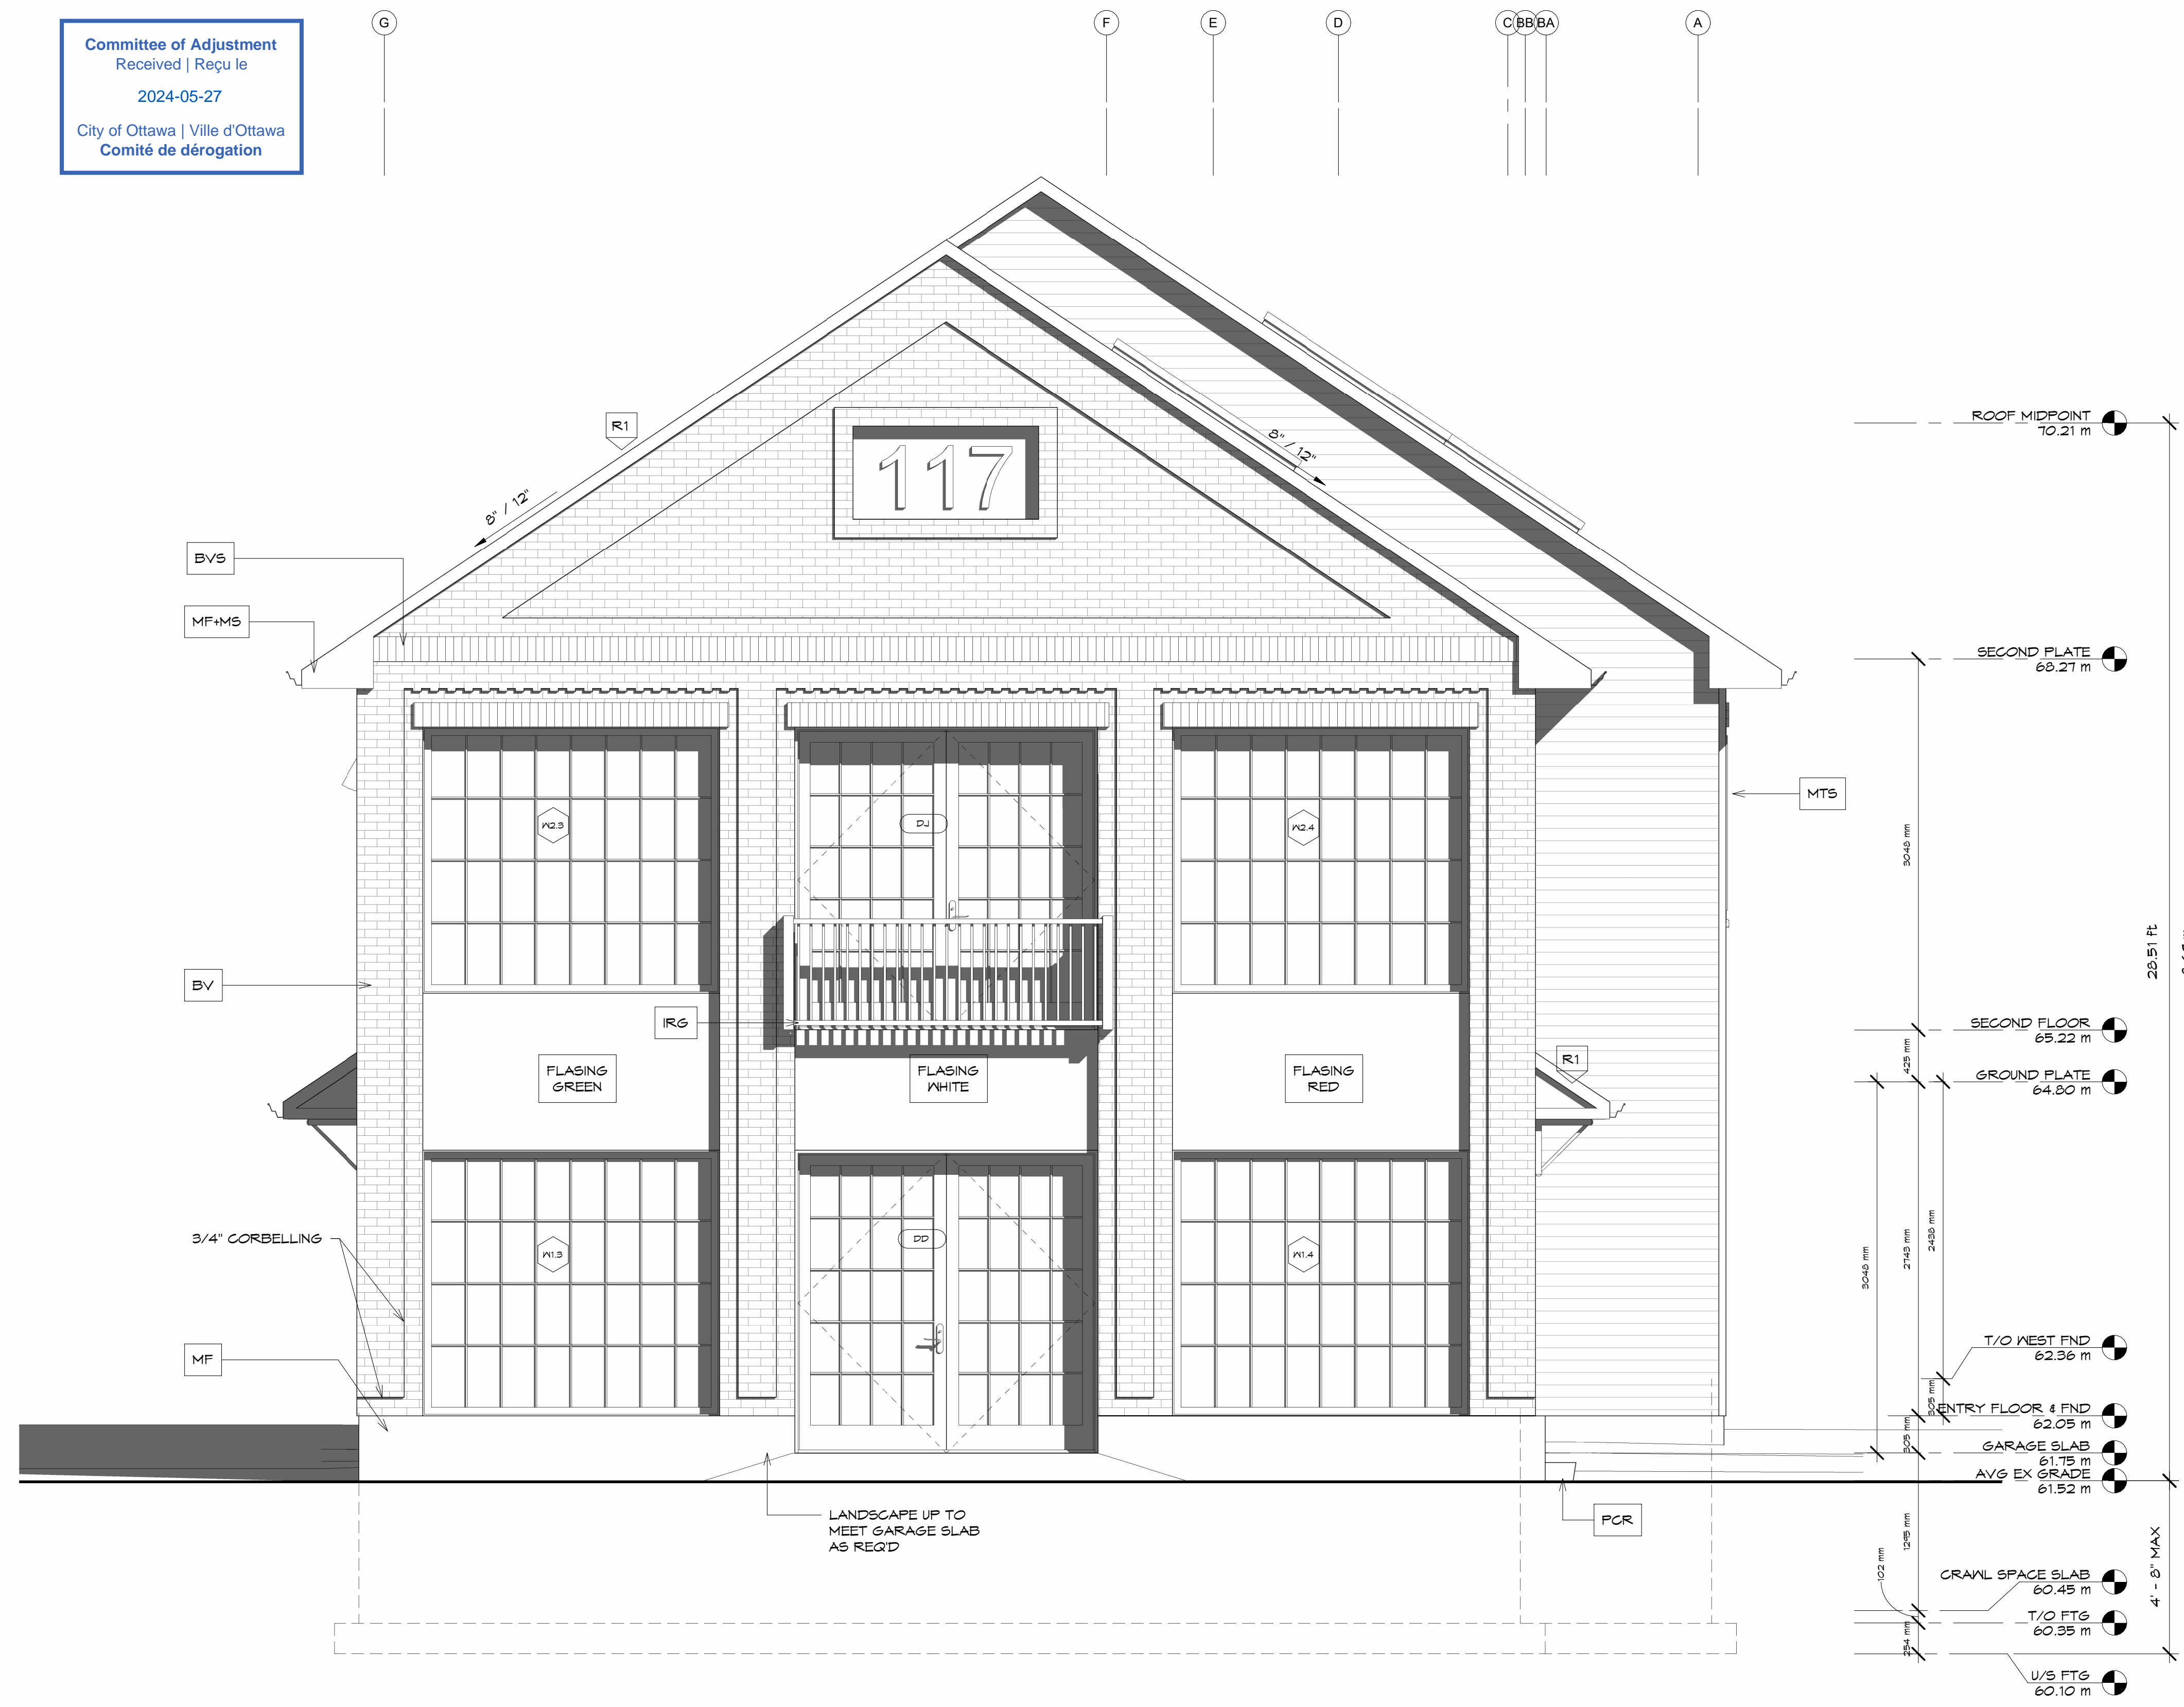 Committee of Adjustment
Received | Reçu le
2024-05-27
City of Ottawa | Ville d'Ottawa
Comité de dérogation
G
F
E
D
C
BB
BA
A
R1
8" / 12"
8" / 12"
117
BVS
MF+MS
BV
3/4" CORBELLING
MF
W2.3
DJ
W2.4
IRG
FLASING
GREEN
FLASING
WHITE
FLASING
RED
R1
MTS
W1.3
DD
W1.4
LANDSCAPE UP TO
MEET GARAGE SLAB
AS REQ'D
PCR
ROOF MIDPOINT
70.21 m
SECOND PLATE
68.27 m
SECOND FLOOR
65.22 m
GROUND PLATE
64.80 m
T/O WEST FND
62.36 m
ENTRY FLOOR & FND
62.05 m
GARAGE SLAB
61.75 m
AVG EX GRADE
61.52 m
CRAWL SPACE SLAB
60.45 m
T/O FTG
60.35 m
U/S FTG
60.10 m
3048 mm
425 mm
3048 mm
2743 mm
2438 mm
305 mm
305 mm
1295 mm
102 mm
254 mm
28.51 ft
4' - 8" MAX